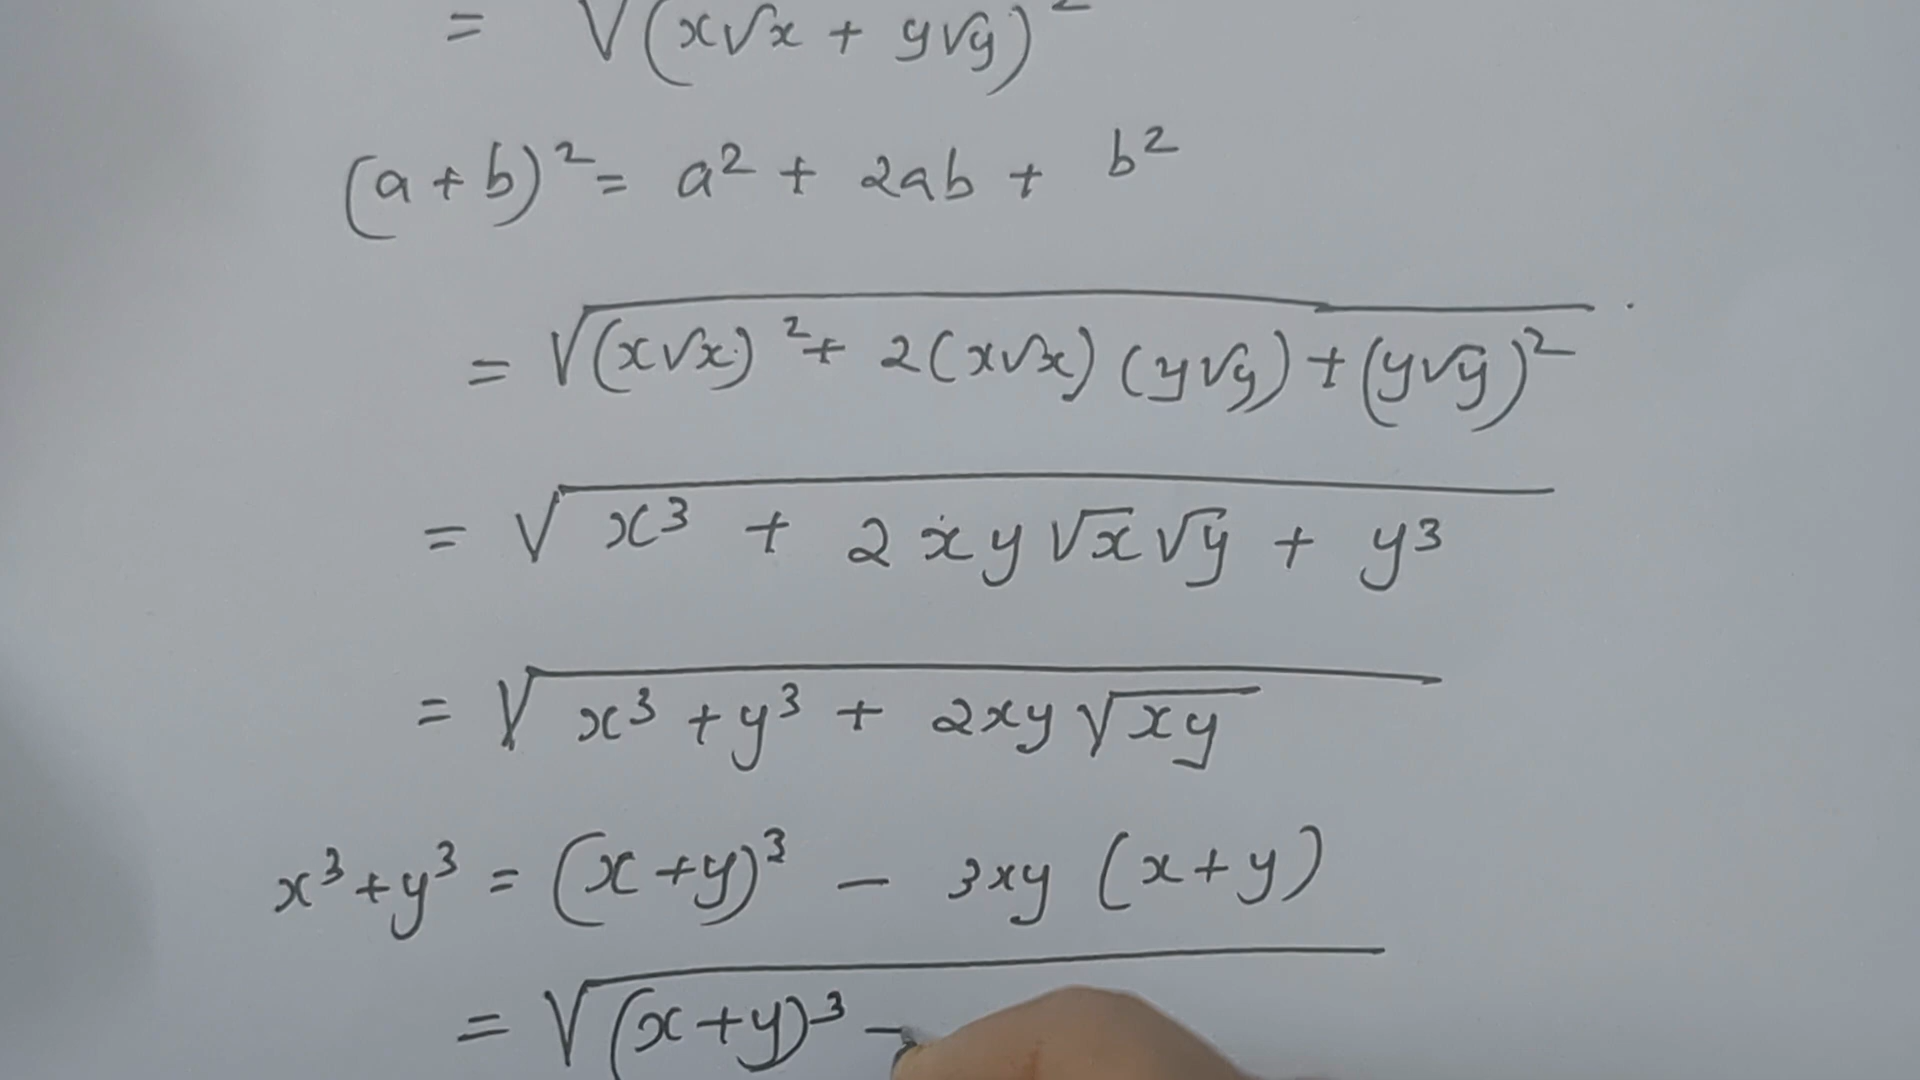 = √(x√x + y√y)²
(a+b)² = a² + 2ab + b²
= √(x√x)² + 2(x√x)(y√y) + (y√y)²
= √x³ + 2xy√x√y + y³
= √x³ + y³ + 2xy√xy
x³ + y³ = (x+y)³ - 3xy (x+y)
= √(x+y)³ -